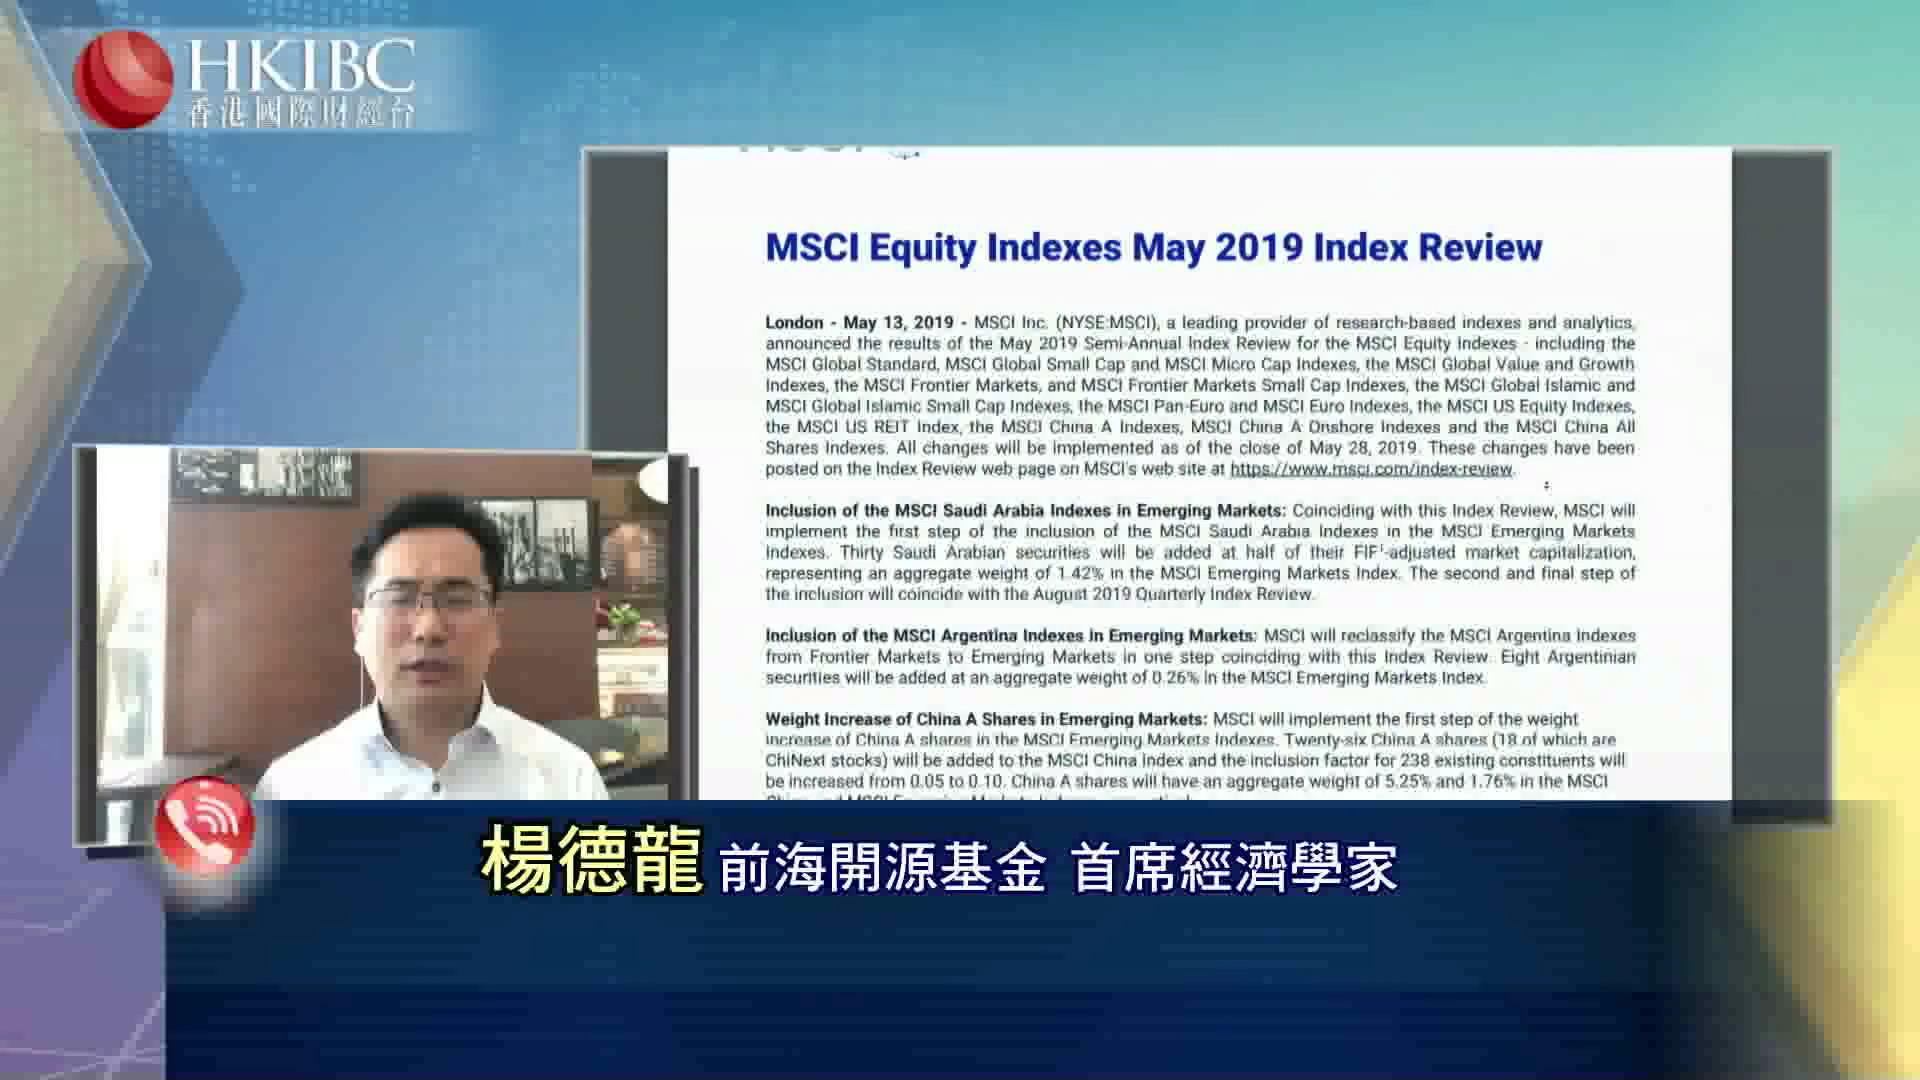 HKIBC
香港國際財經台
MSCI Equity Indexes May 2019 Index Review
London - May 13, 2019 - MSCI Inc. (NYSE:MSCI), a leading provider of research-based indexes and analytics,
announced the results of the May 2019 Semi-Annual Index Review for the MSCI Equity Indexes - including the
MSCI Global Standard, MSCI Global Small Cap and MSCI Micro Cap Indexes, the MSCI Global Value and Growth
Indexes, the MSCI Frontier Markets, and MSCI Frontier Markets Small Cap Indexes, the MSCI Global Islamic and
MSCI Global Islamic Small Cap Indexes, the MSCI Pan-Euro and MSCI Euro Indexes, the MSCI US Equity Indexes,
the MSCI US REIT Index, the MSCI China A Indexes, MSCI China A Onshore Indexes and the MSCI China All
Shares Indexes. All changes will be implemented as of the close of May 28, 2019. These changes have been
posted on the Index Review web page on MSCI's web site at https://www.msci.com/index-review.
Inclusion of the MSCI Saudi Arabia Indexes in Emerging Markets: Coinciding with this Index Review, MSCI will
implement the first step of the inclusion of the MSCI Saudi Arabia Indexes in the MSCI Emerging Markets
Indexes. Thirty Saudi Arabian securities will be added at half of their FIF¹-adjusted market capitalization,
representing an aggregate weight of 1.42% in the MSCI Emerging Markets Index. The second and final step of
the inclusion will coincide with the August 2019 Quarterly Index Review.
Inclusion of the MSCI Argentina Indexes in Emerging Markets: MSCI will reclassify the MSCI Argentina Indexes
from Frontier Markets to Emerging Markets in one step coinciding with this Index Review. Eight Argentinian
securities will be added at an aggregate weight of 0.26% in the MSCI Emerging Markets Index.
Weight Increase of China A Shares in Emerging Markets: MSCI will implement the first step of the weight
increase of China A shares in the MSCI Emerging Markets Indexes. Twenty-six China A shares (18 of which are
ChiNext stocks) will be added to the MSCI China Index and the inclusion factor for 238 existing constituents will
be increased from 0.05 to 0.10. China A shares will have an aggregate weight of 5.25% and 1.76% in the MSCI
楊德龍 前海開源基金 首席經濟學家